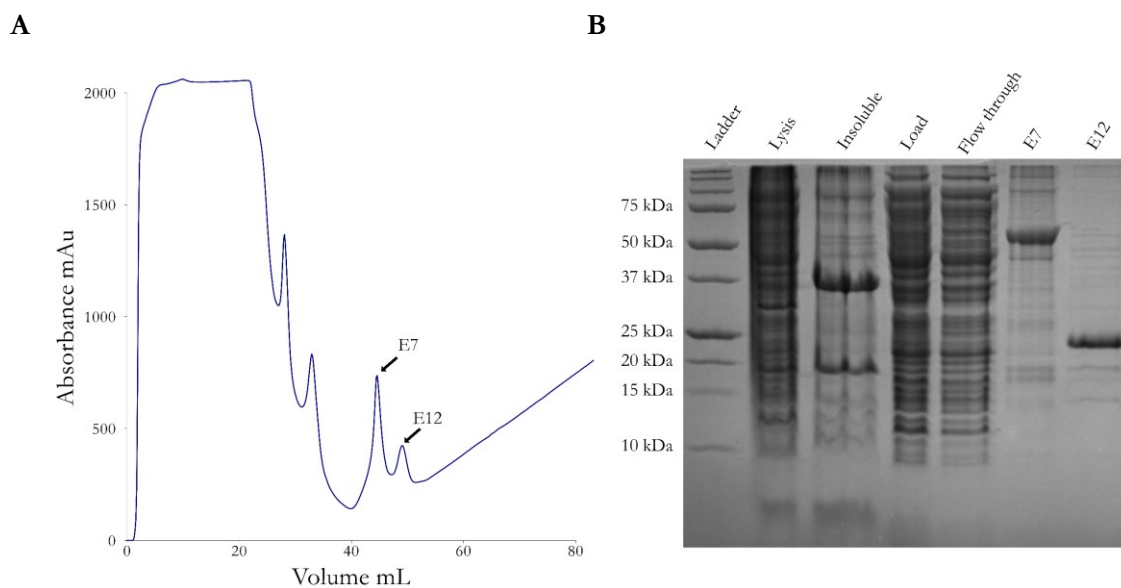 A
2000
1500
1000
500
0
0
20
40
60
80
Absorbance mAu
Volume mL
E7
E12
B
Ladder
Lysis
Insoluble
Load
Flow through
E7
E12
75 kDa
50 kDa
37 kDa
25 kDa
20 kDa
15 kDa
10 kDa